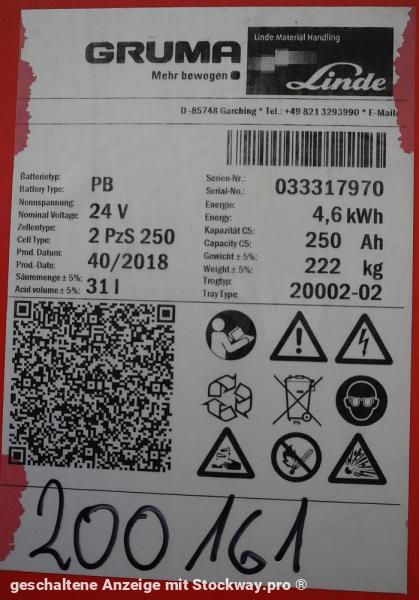 GRUMA
Mehr bewegen
Linde Material Handling
Linde
D -85748 Garching * Tel.: +49 821 3293990 * E-Mail
Batterietyp:
Battery Type: PB
Nennspannung:
Nominal Voltage: 24 V
Zellentype:
Cell Type: 2 PzS 250
Prod. Datum:
Prod.-Date: 40/2018
Säuremenge ± 5%:
Acid volume ± 5%: 31 l
Serien-Nr.:
Serial-No.: 033317970
Energie:
Energy: 4,6 kWh
Kapazität C5:
Capacity C5: 250 Ah
Gewicht ± 5%:
Weight ± 5%: 222 kg
Trogtyp:
Tray Type: 20002-02
Pb
200161
geschaltene Anzeige mit Stockway.pro ®